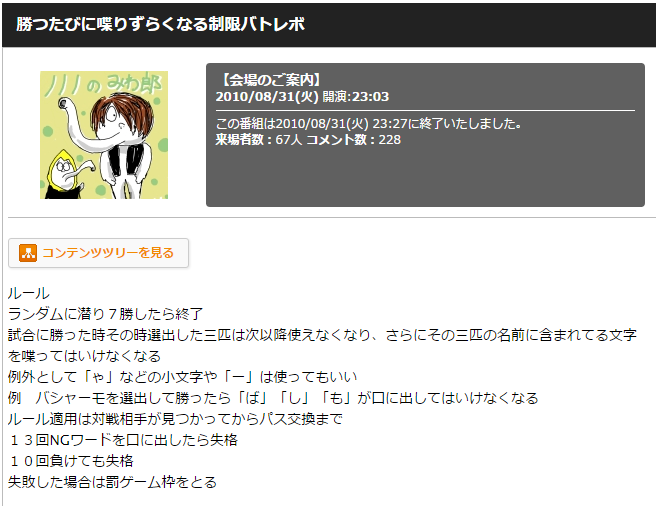 勝つたびに喋りずらくなる制限バトレボ
ノノノの みわ郎
【会場のご案内】
2010/08/31(火) 開演:23:03
この番組は2010/08/31(火) 23:27に終了いたしました。
来場者数：67人 コメント数：228
コンテンツツリーを見る
ルール
ランダムに潜り７勝したら終了
試合に勝った時その時選出した三匹は次以降使えなくなり、さらにその三匹の名前に含まれてる文字
を喋ってはいけなくなる
例外として「ゃ」などの小文字や「ー」は使ってもいい
例　バシャーモを選出して勝ったら「ば」「し」「も」が口に出してはいけなくなる
ルール適用は対戦相手が見つかってからパス交換まで
１３回NGワードを口に出したら失格
１０回負けても失格
失敗した場合は罰ゲーム枠をとる